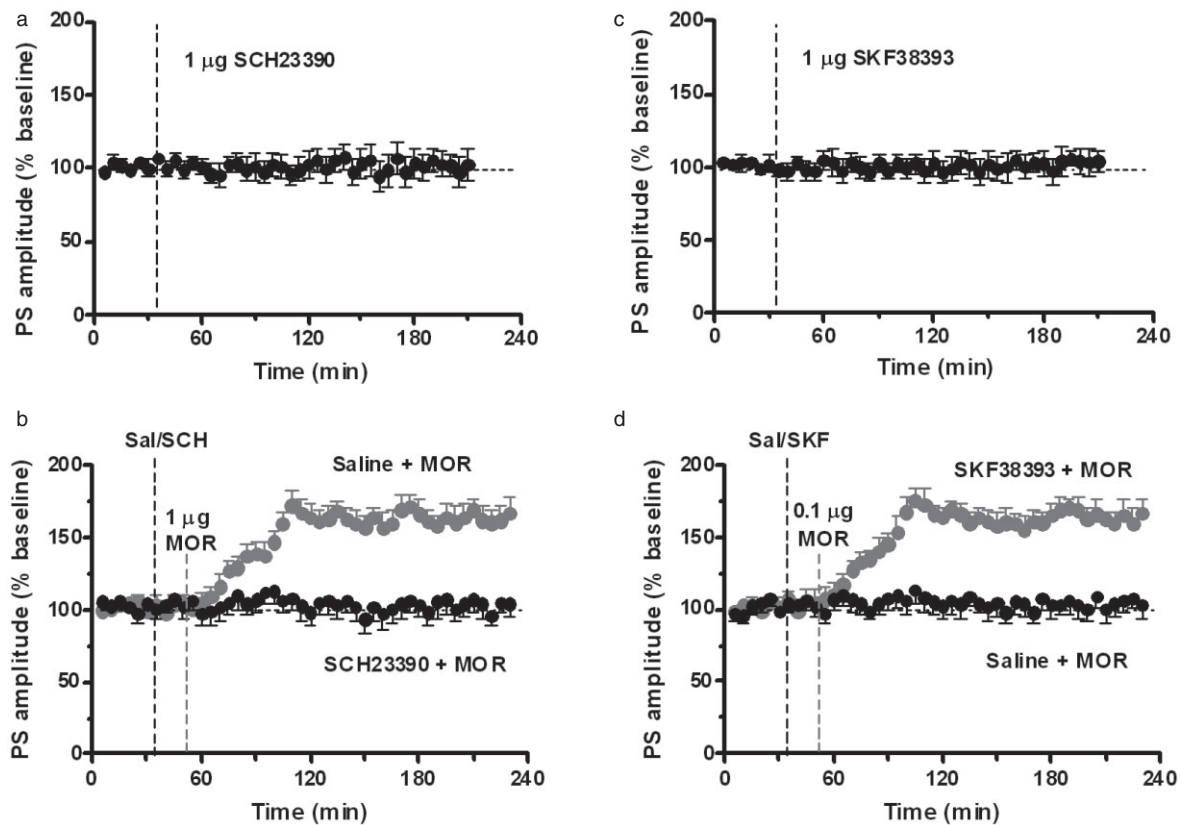 a
PS amplitude (% baseline)
200
150
100
50
0
1 μg SCH23390
0 60 120 180 240
Time (min)
c
PS amplitude (% baseline)
200
150
100
50
0
1 μg SKF38393
0 60 120 180 240
Time (min)
b
PS amplitude (% baseline)
200
150
100
50
0
Sal/SCH
Saline + MOR
1 μg
MOR
SCH23390 + MOR
0 60 120 180 240
Time (min)
d
PS amplitude (% baseline)
200
150
100
50
0
Sal/SKF
SKF38393 + MOR
0.1 μg
MOR
Saline + MOR
0 60 120 180 240
Time (min)